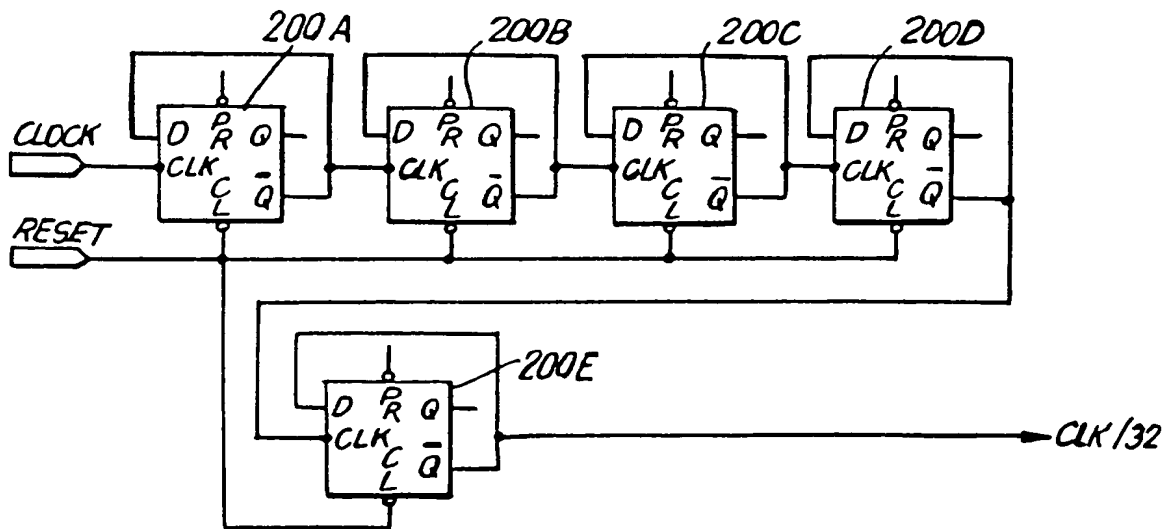 200A
200B
200C
200D
CLOCK
D PR Q
CLK
CL Q̅
D PR Q
CLK
CL Q̅
D PR Q
CLK
CL Q̅
D PR Q
CLK
CL Q̅
RESET
200E
D PR Q
CLK
CL Q̅
CLK/32